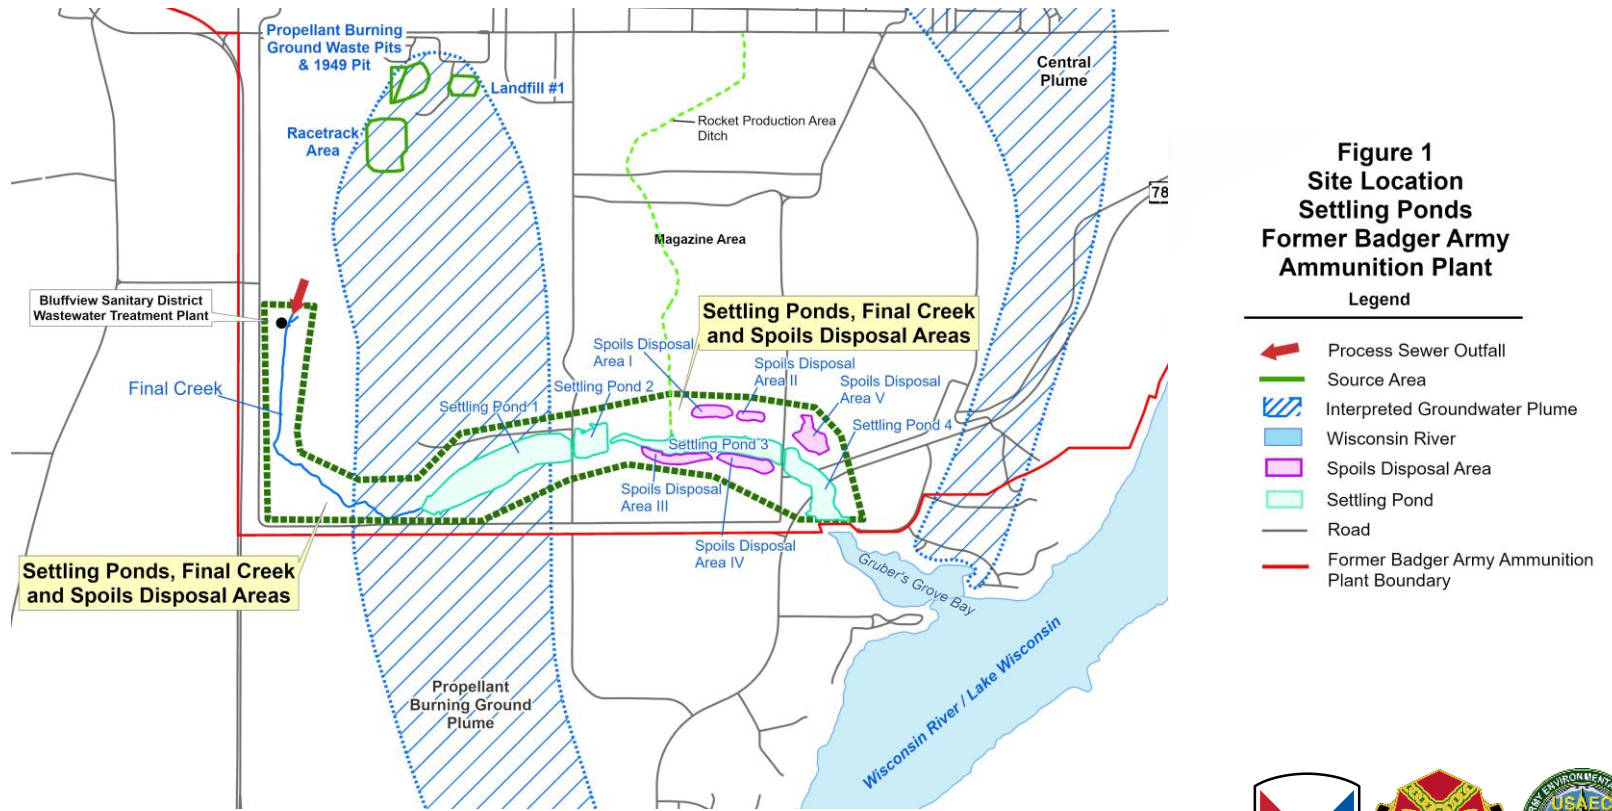 Propellant Burning
Ground Waste Pits
& 1949 Pit
Landfill #1
Racetrack
Area
Central
Plume
Rocket Production Area
Ditch
78
Magazine Area
Bluffview Sanitary District
Wastewater Treatment Plant
Settling Ponds, Final Creek
and Spoils Disposal Areas
Spoils Disposal
Area I
Spoils Disposal
Area II
Spoils Disposal
Area V
Final Creek
Settling Pond 2
Settling Pond 1
Settling Pond 4
Settling Pond 3
Spoils Disposal
Area III
Spoils Disposal
Area IV
Settling Ponds, Final Creek
and Spoils Disposal Areas
Gruber's Grove Bay
Propellant
Burning Ground
Plume
Wisconsin River / Lake Wisconsin
Figure 1
Site Location
Settling Ponds
Former Badger Army
Ammunition Plant
Legend
Process Sewer Outfall
Source Area
Interpreted Groundwater Plume
Wisconsin River
Spoils Disposal Area
Settling Pond
Road
Former Badger Army Ammunition
Plant Boundary
ARMY ENVIRONMENT
USAEC